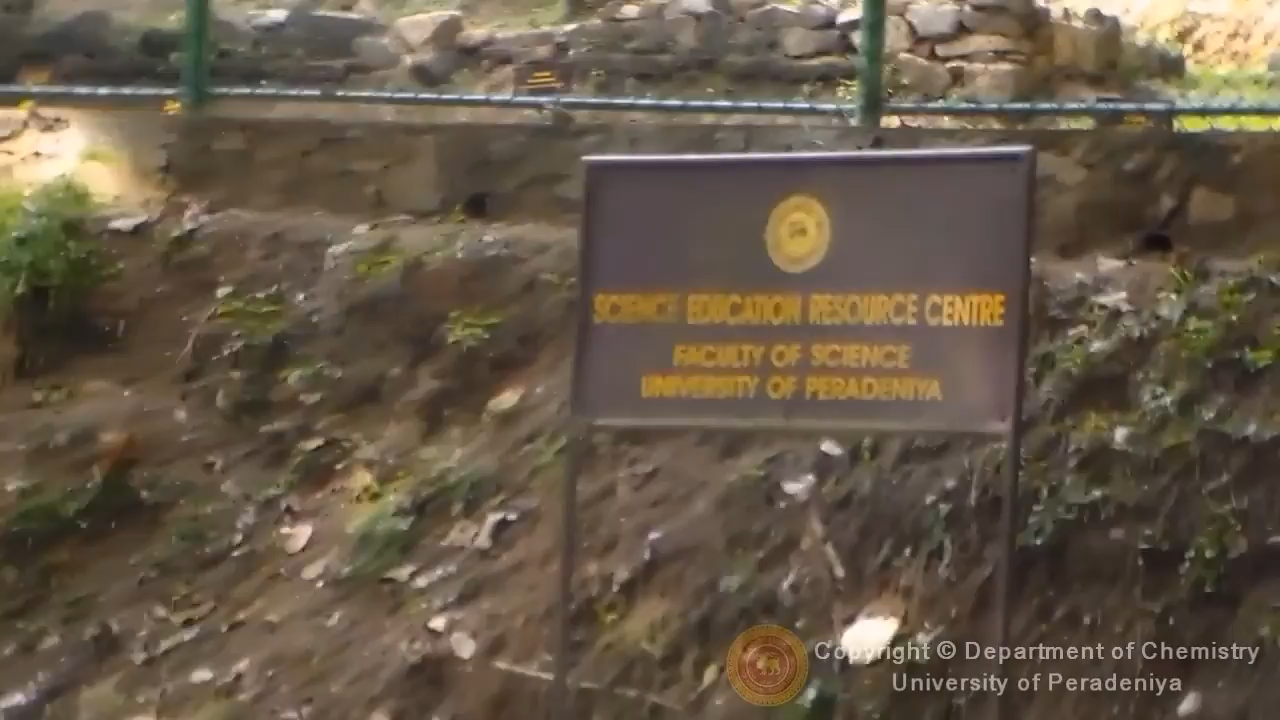 SCIENCE EDUCATION RESOURCE CENTRE
FACULTY OF SCIENCE
UNIVERSITY OF PERADENIYA
Copyright © Department of Chemistry
University of Peradeniya